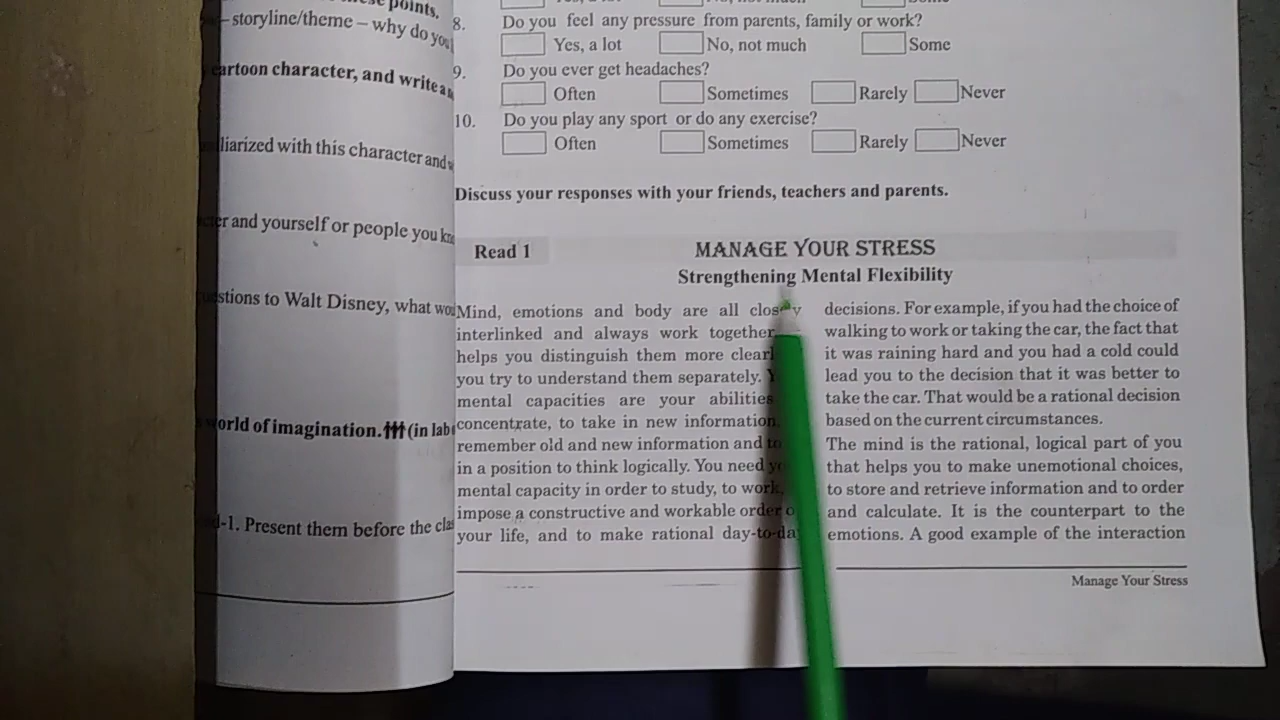 points,
storyline/theme – why do you
cartoon character, and write a
liarized with this character and
and yourself or people you
to Walt Disney, what
world of imagination. (in
-1. Present them before the
8. Do you feel any pressure from parents, family or work?
Yes, a lot No, not much Some
9. Do you ever get headaches?
Often Sometimes Rarely Never
10. Do you play any sport or do any exercise?
Often Sometimes Rarely Never
Discuss your responses with your friends, teachers and parents.
Read 1 MANAGE YOUR STRESS
Strengthening Mental Flexibility
Mind, emotions and body are all closely
interlinked and always work together
helps you distinguish them more
you try to understand them separately.
mental capacities are your abilities
concentrate, to take in new information,
remember old and new information and to
in a position to think logically. You need
mental capacity in order to study, to work,
impose a constructive and workable order
your life, and to make rational day-to-day
decisions. For example, if you had the choice of
walking to work or taking the car, the fact that
it was raining hard and you had a cold could
lead you to the decision that it was better to
take the car. That would be a rational decision
based on the current circumstances.
The mind is the rational, logical part of you
that helps you to make unemotional choices,
to store and retrieve information and to order
and calculate. It is the counterpart to the
emotions. A good example of the interaction
Manage Your Stress